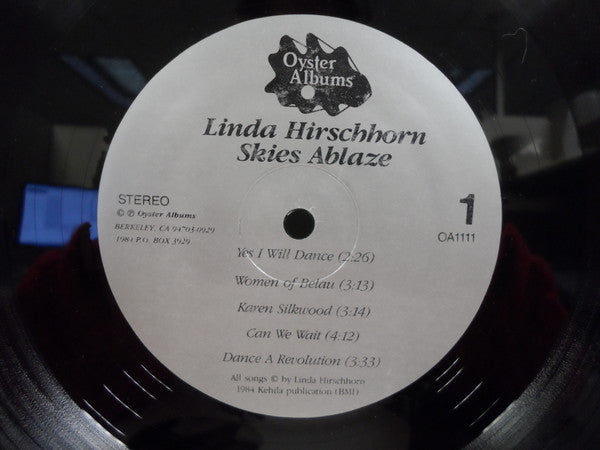 Oyster
Albums
Linda Hirschhorn
Skies Ablaze
STEREO
© ℗ Oyster Albums
BERKELEY, CA 94703-0929
1984 P.O. BOX 3929
1
OA1111
Yes I Will Dance (2:26)
Women of Belau (3:13)
Karen Silkwood (3:14)
Can We Wait (4:12)
Dance A Revolution (3:33)
All songs © by Linda Hirschhorn
1984 Kehila publication (BMI)